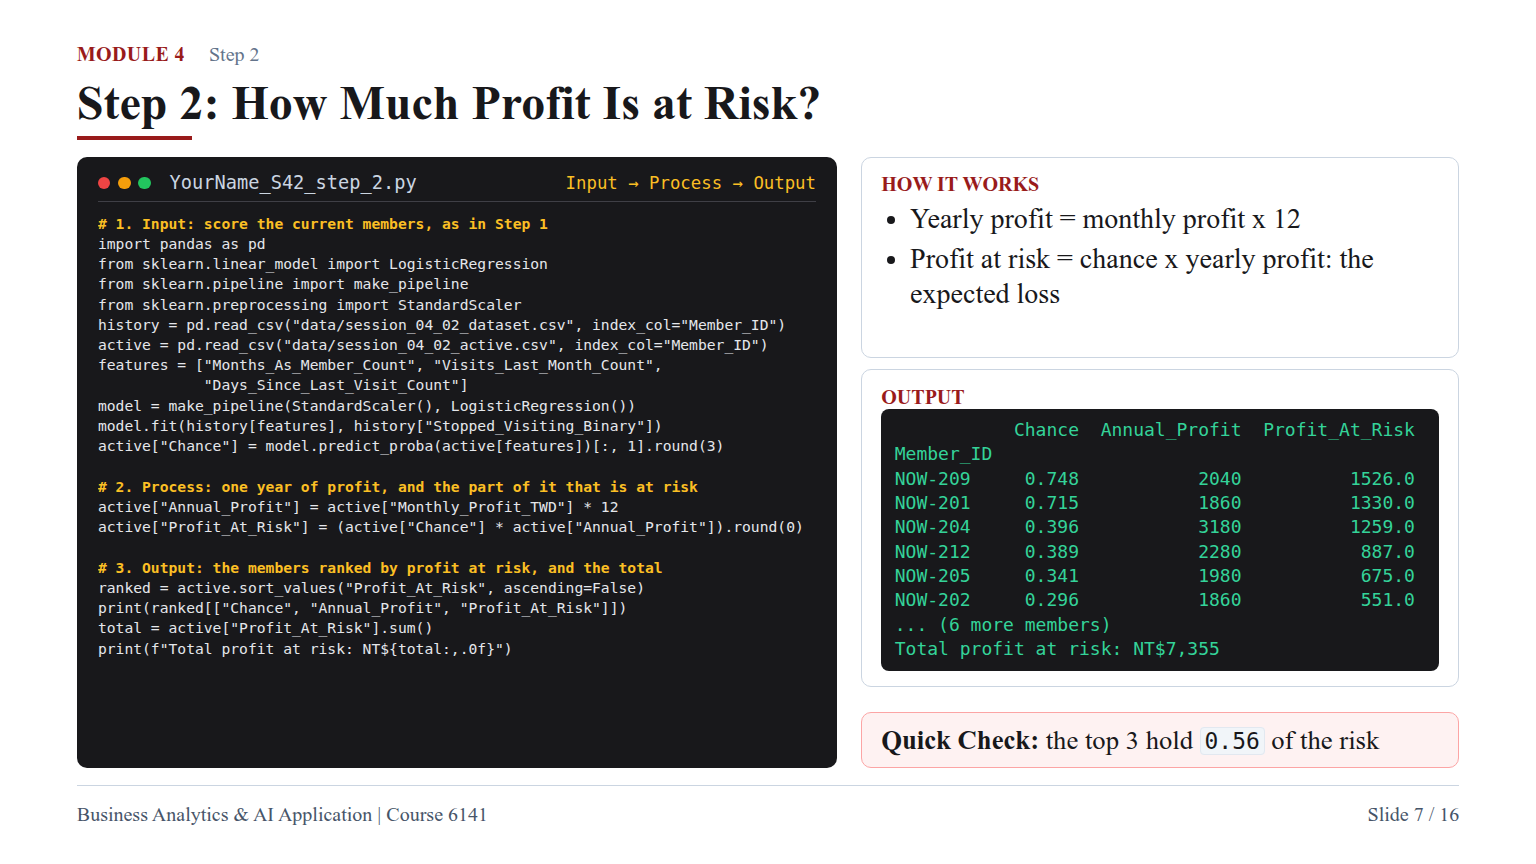 MODULE 4 Step 2
Step 2: How Much Profit Is at Risk?
YourName_S42_step_2.py Input → Process → Output
# 1. Input: score the current members, as in Step 1
import pandas as pd
from sklearn.linear_model import LogisticRegression
from sklearn.pipeline import make_pipeline
from sklearn.preprocessing import StandardScaler
history = pd.read_csv("data/session_04_02_dataset.csv", index_col="Member_ID")
active = pd.read_csv("data/session_04_02_active.csv", index_col="Member_ID")
features = ["Months_As_Member_Count", "Visits_Last_Month_Count",
            "Days_Since_Last_Visit_Count"]
model = make_pipeline(StandardScaler(), LogisticRegression())
model.fit(history[features], history["Stopped_Visiting_Binary"])
active["Chance"] = model.predict_proba(active[features])[:, 1].round(3)
# 2. Process: one year of profit, and the part of it that is at risk
active["Annual_Profit"] = active["Monthly_Profit_TWD"] * 12
active["Profit_At_Risk"] = (active["Chance"] * active["Annual_Profit"]).round(0)
# 3. Output: the members ranked by profit at risk, and the total
ranked = active.sort_values("Profit_At_Risk", ascending=False)
print(ranked[["Chance", "Annual_Profit", "Profit_At_Risk"]])
total = active["Profit_At_Risk"].sum()
print(f"Total profit at risk: NT${total:,.0f}")
HOW IT WORKS
• Yearly profit = monthly profit x 12
• Profit at risk = chance x yearly profit: the
expected loss
OUTPUT
Chance Annual_Profit Profit_At_Risk
Member_ID
NOW-209 0.748 2040 1526.0
NOW-201 0.715 1860 1330.0
NOW-204 0.396 3180 1259.0
NOW-212 0.389 2280 887.0
NOW-205 0.341 1980 675.0
NOW-202 0.296 1860 551.0
... (6 more members)
Total profit at risk: NT$7,355
Quick Check: the top 3 hold 0.56 of the risk
Business Analytics & AI Application | Course 6141
Slide 7 / 16